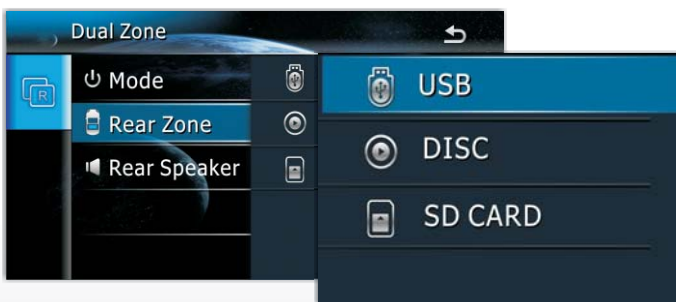 Dual Zone
R
Mode
Rear Zone
Rear Speaker
USB
DISC
SD CARD